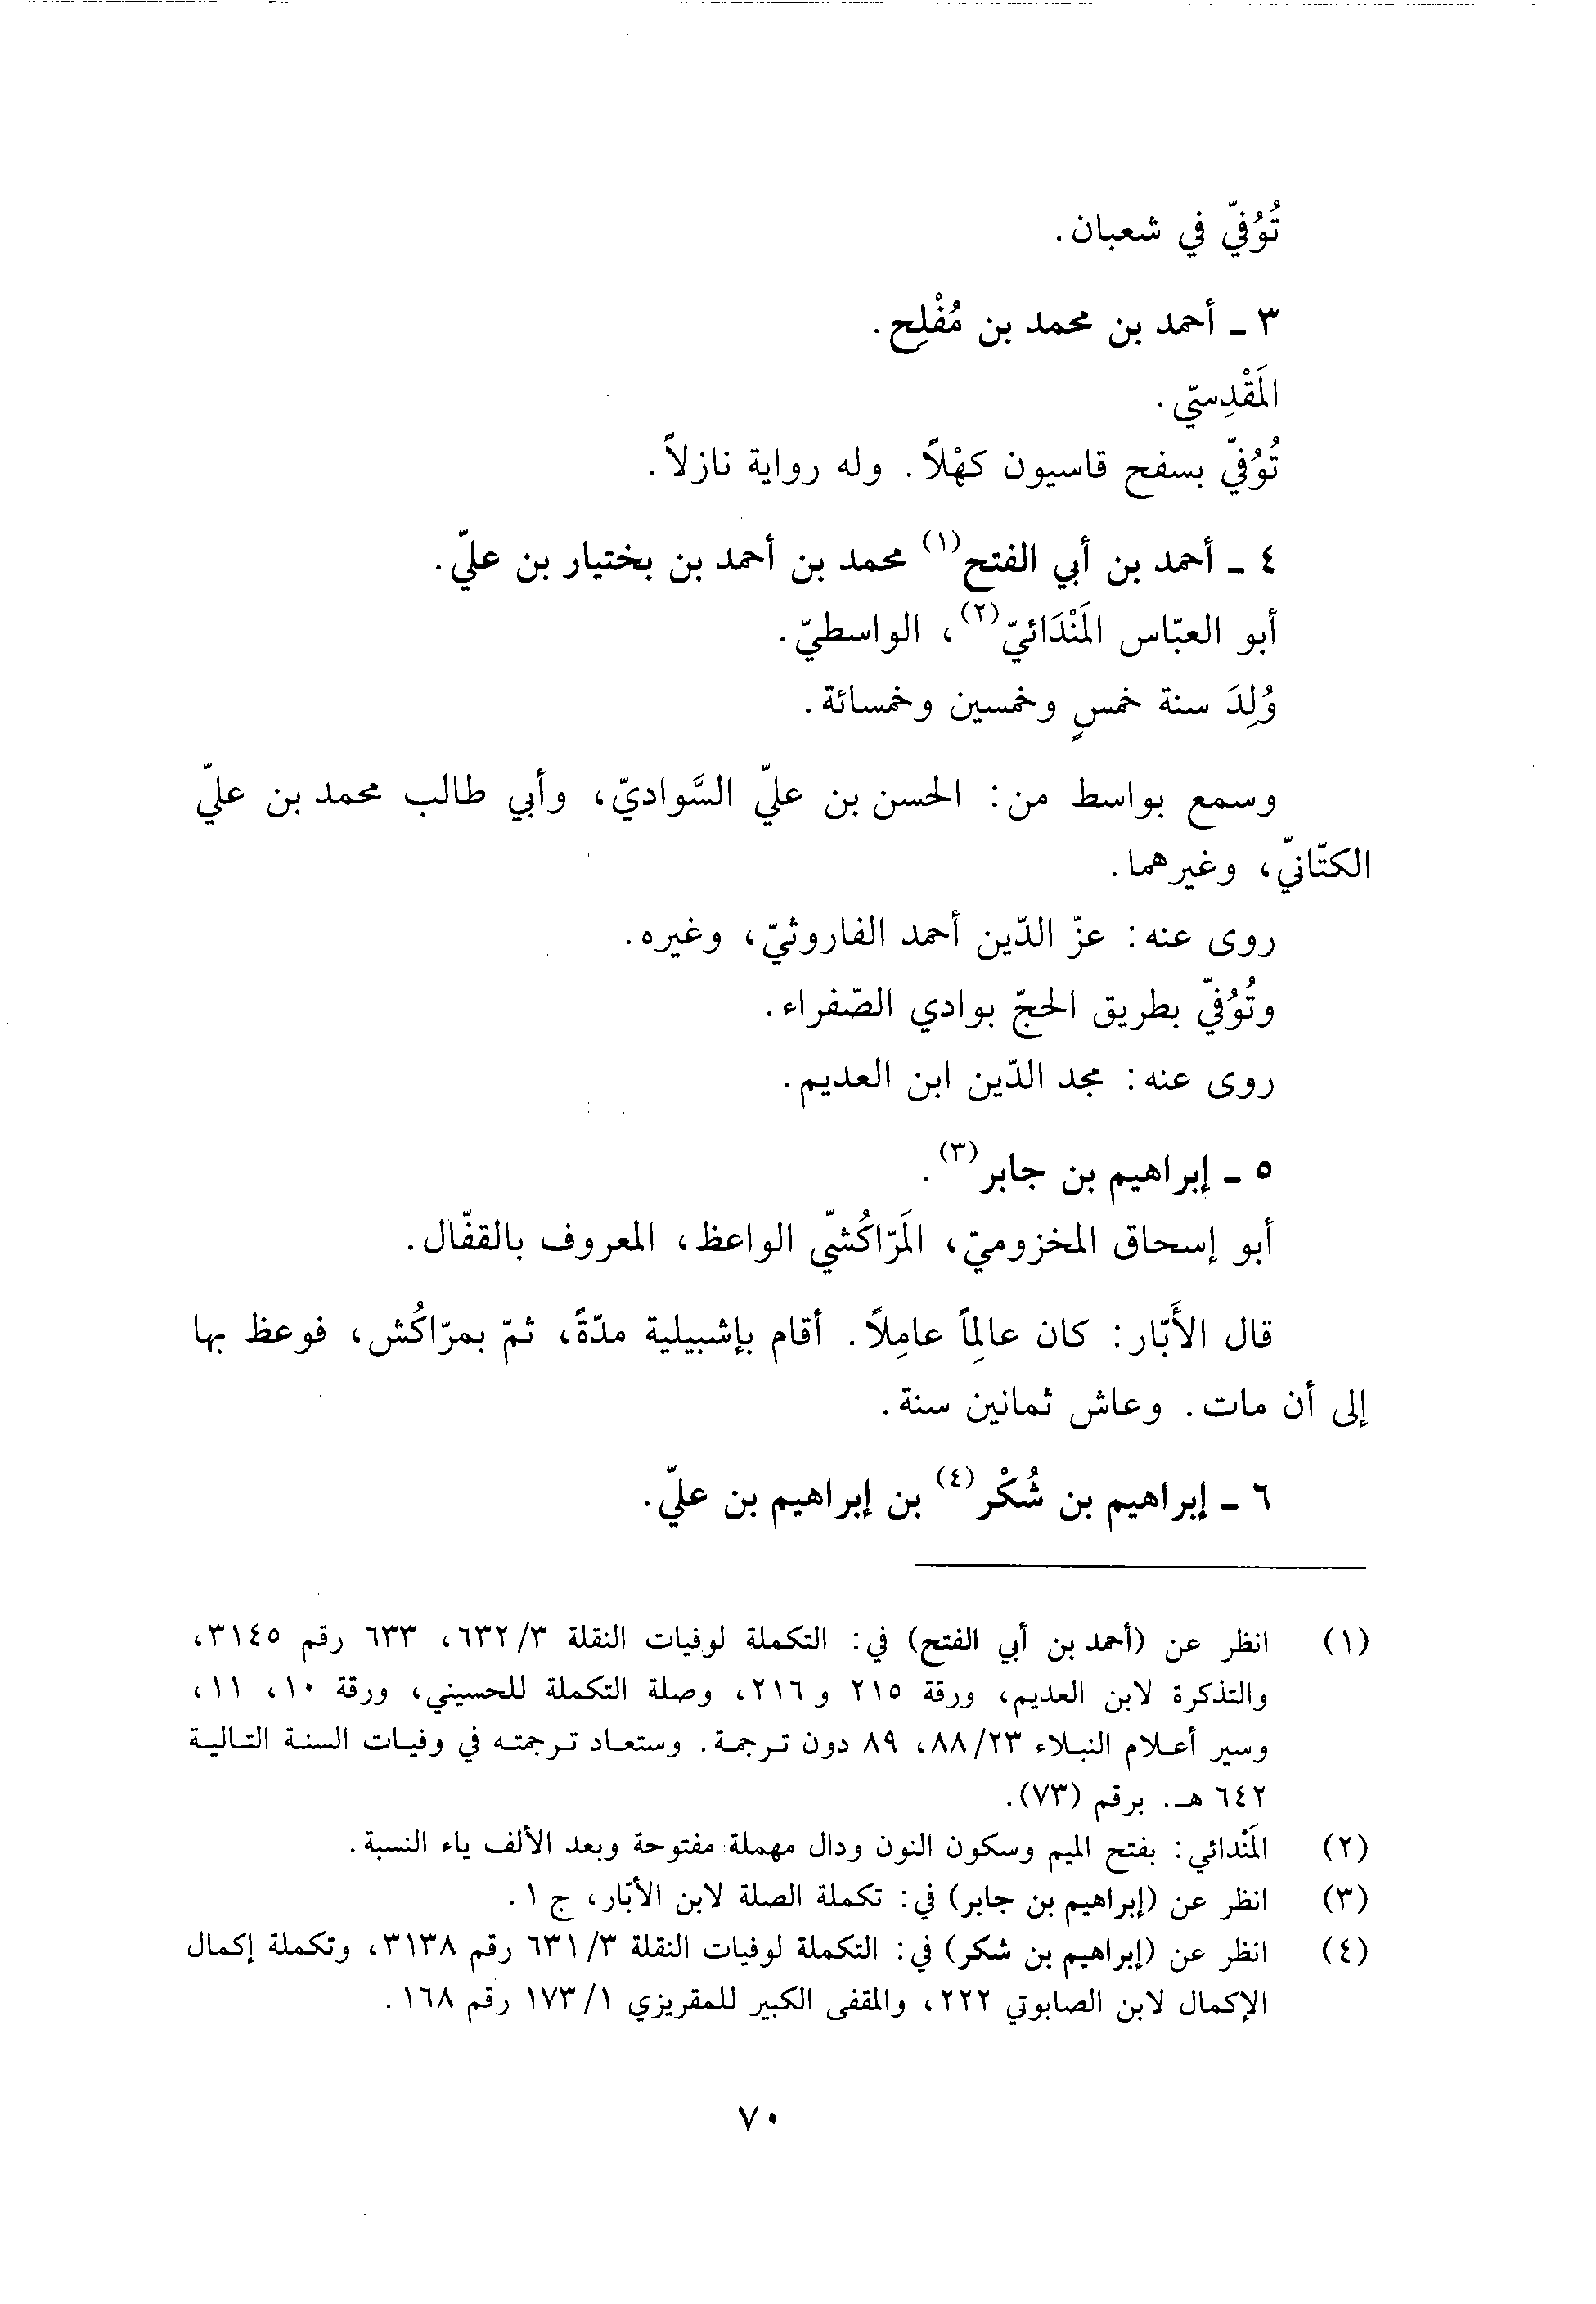 تُوُفيّ في شعبان.
٣ ـ أحمد بن محمد بن مُفْلِح.
المَقْدِسيّ.
تُوُفيّ بسفح قاسيون كهْلاً. وله رواية نازلاً.
٤ ـ أحمد بن أبي الفتح(١) محمد بن أحمد بن بختيار بن عليّ.
أبو العبّاس المَنْدَائيّ(٢)، الواسطيّ.
وُلِدَ سنة خمسٍ وخمسين وخمسائة.
وسمع بواسط من: الحسن بن عليّ السَّواديّ، وأبي طالب محمد بن عليّ
الكتّانيّ، وغيرهما.
روى عنه: عزّ الدّين أحمد الفاروثيّ، وغيره.
وتُوُفيّ بطريق الحجّ بوادي الصّفراء.
روى عنه: مجد الدّين ابن العديم.
٥ ـ إبراهيم بن جابر(٣).
أبو إسحاق المخزوميّ، المَرّاكُشيّ الواعظ، المعروف بالقفّال.
قال الأَبّار: كان عالِماً عامِلاً. أقام بإشبيلية مدّةً، ثمّ بمرّاكُش، فوعظ بها
إلى أن مات. وعاش ثمانين سنة.
٦ ـ إبراهيم بن شُكْر(٤) بن إبراهيم بن عليّ.
(١) انظر عن (أحمد بن أبي الفتح) في: التكملة لوفيات النقلة ٣/ ٦٣٢، ٦٣٣ رقم ٣١٤٥،
والتذكرة لابن العديم، ورقة ٢١٥ و ٢١٦، وصلة التكملة للحسيني، ورقة ١٠، ١١،
وسير أعلام النبلاء ٢٣/ ٨٨، ٨٩ دون ترجمة. وستعاد ترجمته في وفيات السنة التالية
٦٤٢ هـ. برقم (٧٣).
(٢) المَنْدائي: بفتح الميم وسكون النون ودال مهملة مفتوحة وبعد الألف ياء النسبة.
(٣) انظر عن (إبراهيم بن جابر) في: تكملة الصلة لابن الأبّار، ج ١.
(٤) انظر عن (إبراهيم بن شكر) في: التكملة لوفيات النقلة ٣/ ٦٣١ رقم ٣١٣٨، وتكملة إكمال
الإكمال لابن الصابوتي ٢٢٢، والمقفى الكبير للمقريزي ١/ ١٧٣ رقم ١٦٨.
٧٠